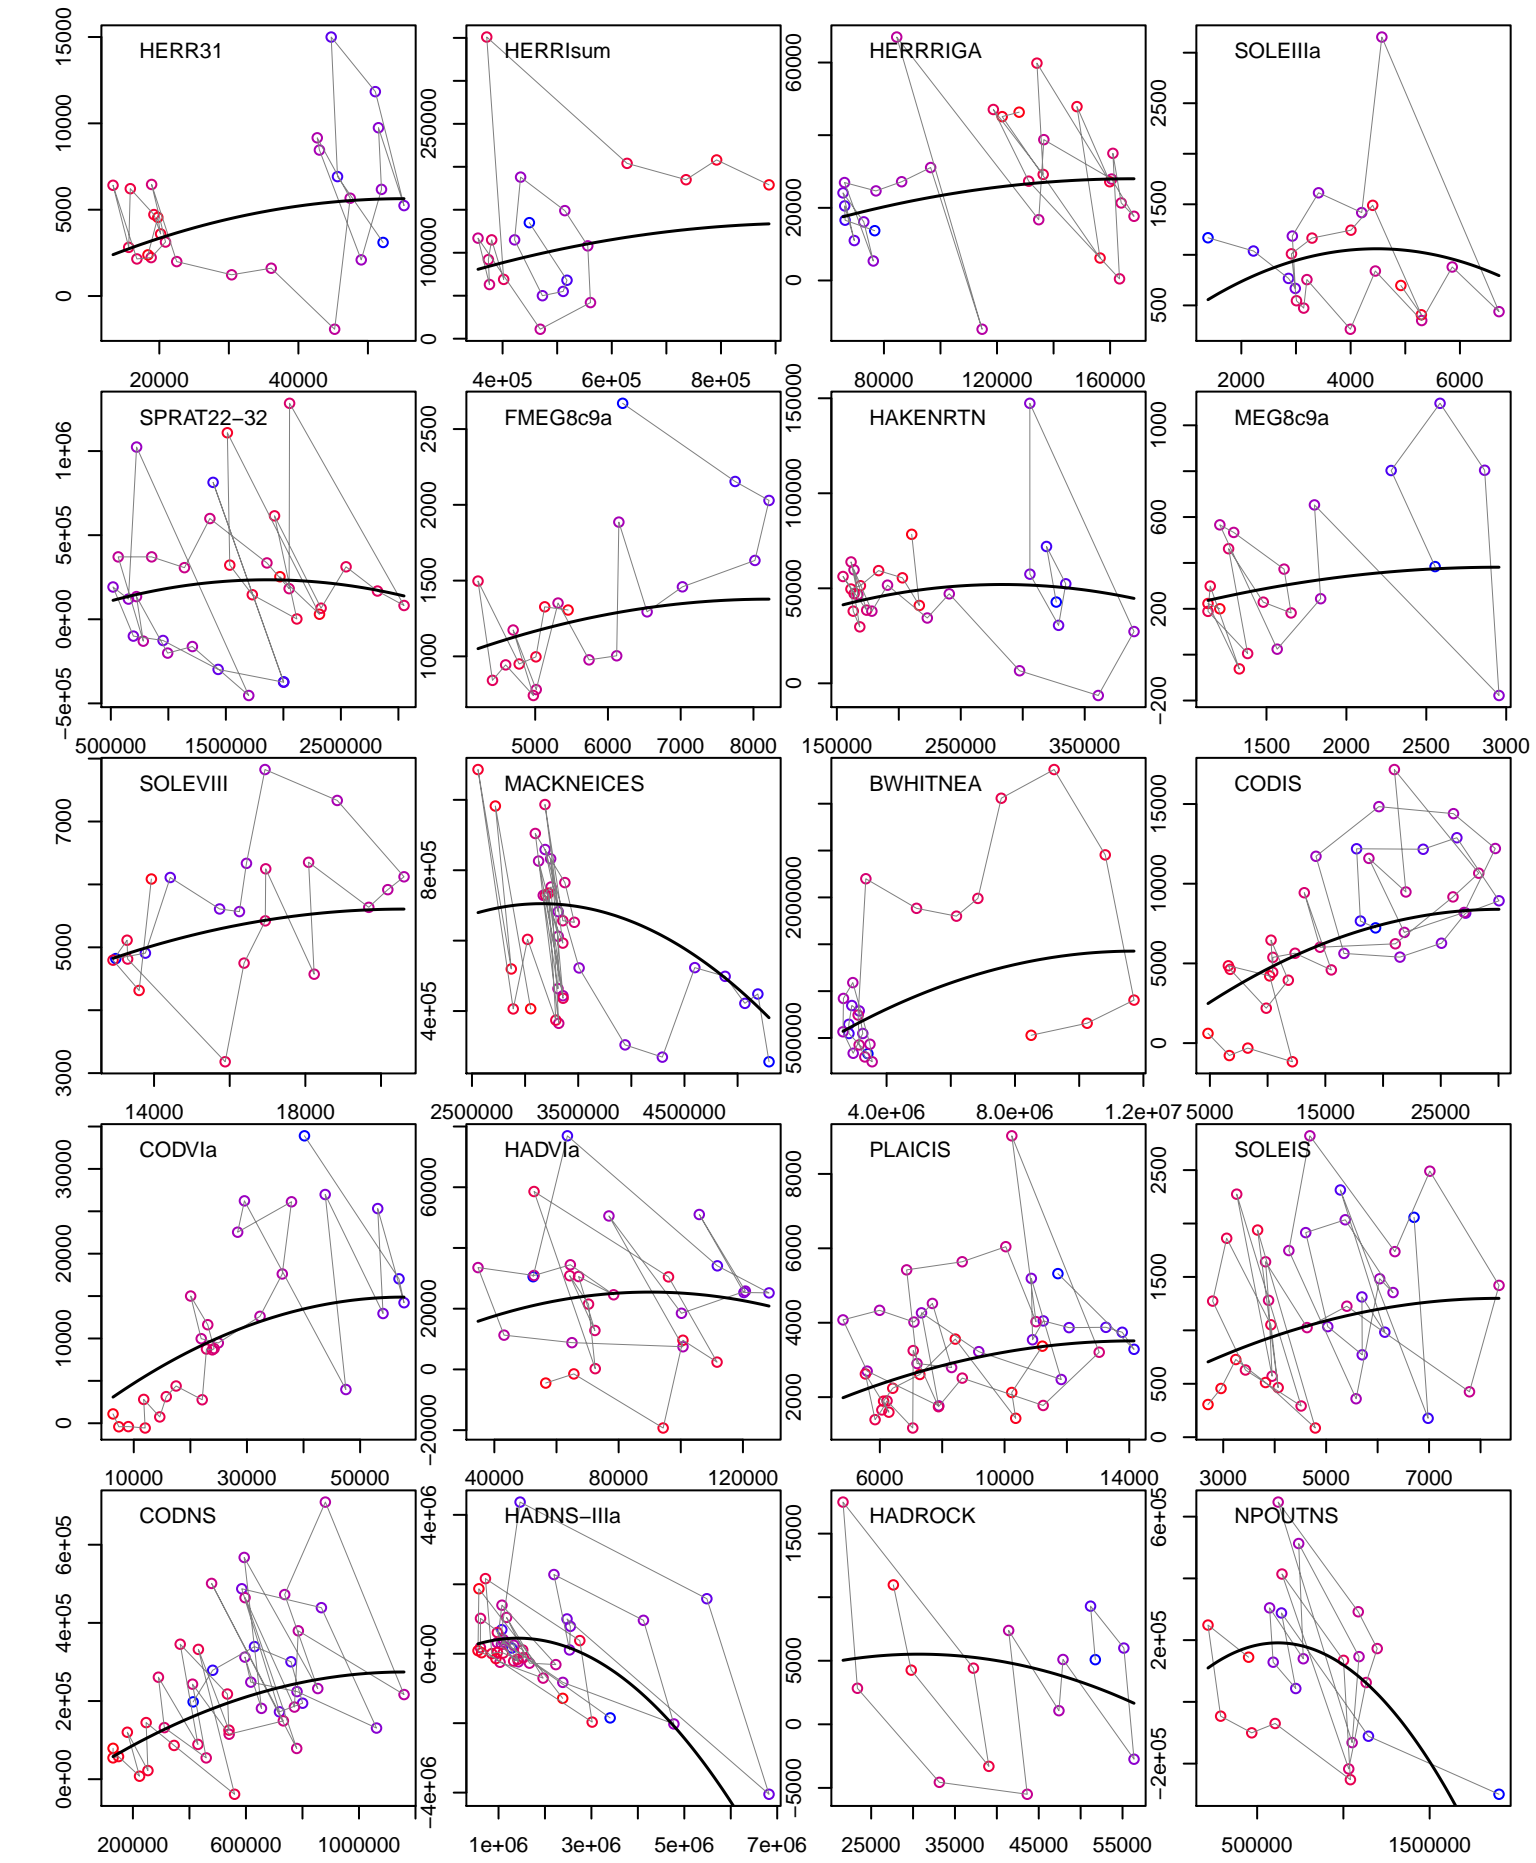 HERR31
HERRIsum
HERRRIGA
SOLEIIIa
0
5000
10000
15000
0
100000
250000
0
20000
60000
500
1500
2500
20000
40000
4e+05
6e+05
8e+05
80000
120000
160000
2000
4000
6000
SPRAT22−32
FMEG8c9a
HAKENRTN
MEG8c9a
−5e+05
0e+00
5e+05
1e+06
1000
1500
2000
2500
0
50000
100000
150000
−200
200
600
1000
500000
1500000
2500000
5000
6000
7000
8000
150000
250000
350000
1500
2000
2500
3000
SOLEVIII
MACKNEICES
BWHITNEA
CODIS
3000
5000
7000
4e+05
8e+05
500000
2000000
0
5000
10000
15000
14000
18000
2500000
3500000
4500000
4.0e+06
8.0e+06
1.2e+07
5000
15000
25000
CODVIa
HADVIa
PLAICIS
SOLEIS
0
10000
20000
30000
−20000
0
20000
60000
2000
4000
6000
8000
0
500
1500
2500
10000
30000
50000
40000
80000
120000
6000
10000
14000
3000
5000
7000
CODNS
HADNS−IIIa
HADROCK
NPOUTNS
0e+00
2e+05
4e+05
6e+05
−4e+06
0e+00
4e+06
−5000
0
5000
15000
−2e+05
2e+05
6e+05
200000
600000
1000000
1e+06
3e+06
5e+06
7e+06
25000
35000
45000
55000
500000
1500000